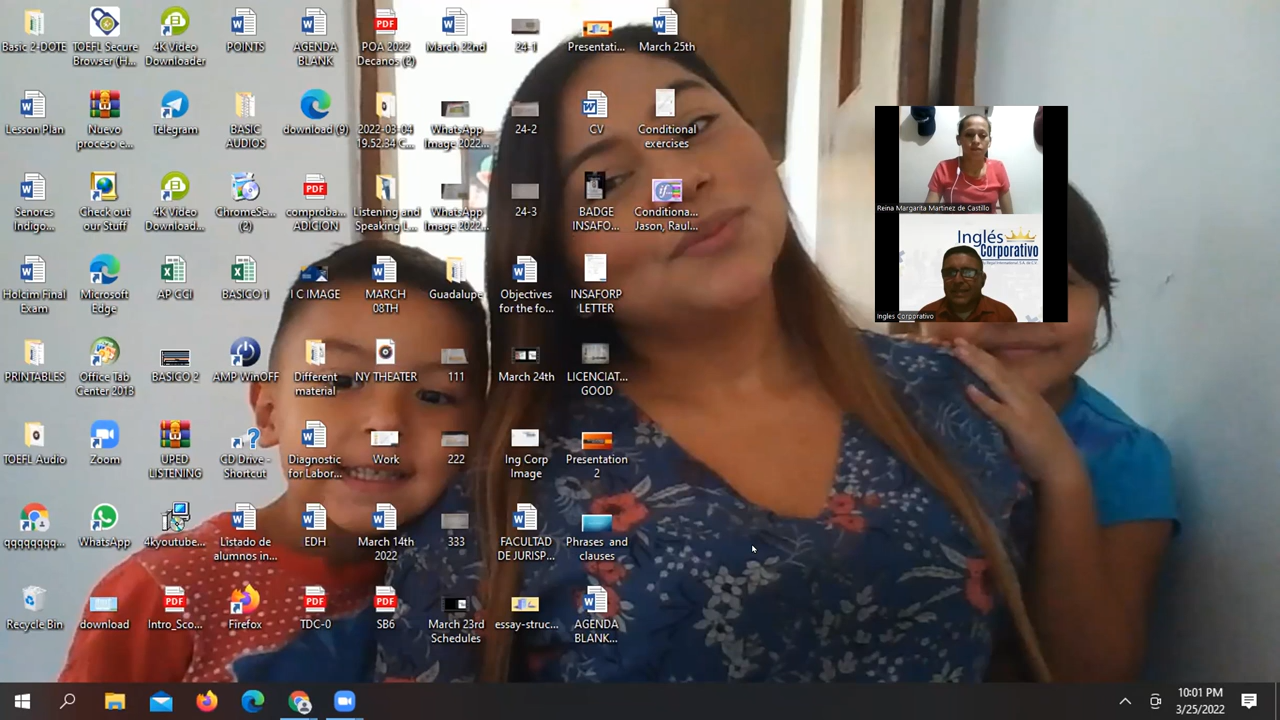 Basic 2-DOTE
TOEFL Secure
Browser (H...
4K Video
Downloader
POINTS
AGENDA
BLANK
POA 2022
Decanos (2)
March 22nd
24-1
Presentati...
March 25th
Lesson Plan
Nuevo
proceso e...
Telegram
BASIC
AUDIOS
download (9)
2022-03-04
19.52.34 C...
WhatsApp
Image 2022...
24-2
CV
Conditional
exercises
Senores
Indigo...
Check out
our Stuff
4K Video
Download...
ChromeSe...
(2)
comproba...
ADICION
Listening and
Speaking L...
WhatsApp
Image 2022...
24-3
BADGE
INSAFO...
Conditiona...
Jason, Raul...
Holcim Final
Exam
Microsoft
Edge
AP CCI
BASICO 1
I C IMAGE
MARCH
08TH
Guadalupe
Objectives
for the fo...
INSAFORP
LETTER
PRINTABLES
Office Tab
Center 2013
BASICO 2
AMP WinOFF
Different
material
NY THEATER
111
March 24th
LICENCIAT...
GOOD
TOEFL Audio
Zoom
UPED
LISTENING
CD Drive -
Shortcut
Diagnostic
for Labor...
Work
222
Ing Corp
Image
Presentation
2
qqqqqqqq...
WhatsApp
4kyoutube...
Listado de
alumnos in...
EDH
March 14th
2022
333
FACULTAD
DE JURISP...
Phrases and
clauses
Recycle Bin
download
Intro_Sco...
Firefox
TDC-0
SB6
March 23rd
Schedules
essay-struc...
AGENDA
BLANK...
Reina Margarita Martinez de Castillo
Inglés
Corporativo
Ingles Corporativo
10:01 PM
3/25/2022